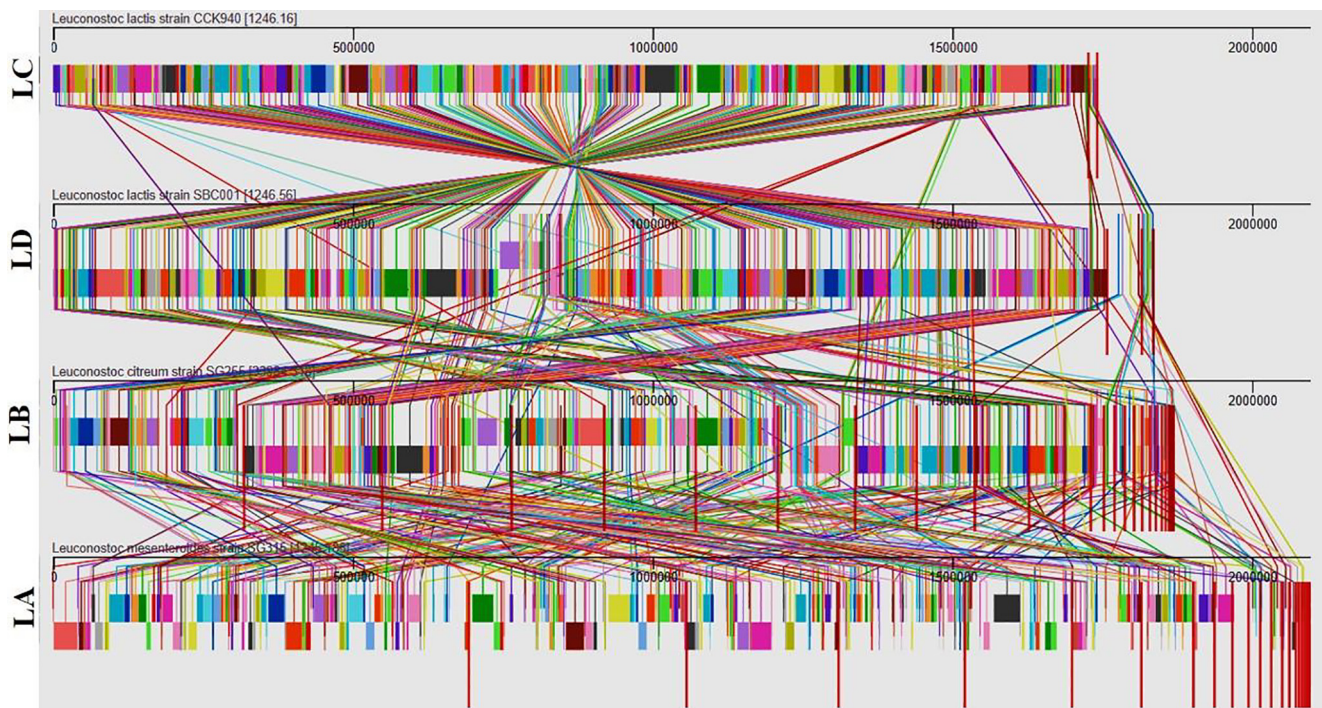 Leuconostoc lactis strain CCK940 [1246.16]
0 500000 1000000 1500000 2000000
LC
Leuconostoc lactis strain SBC001 [1246.56]
0 500000 1000000 1500000 2000000
LD
Leuconostoc citreum strain SG255
0 500000 1000000 1500000 2000000
LB
Leuconostoc mesenteroides strain SG315
0 500000 1000000 1500000 2000000
LA